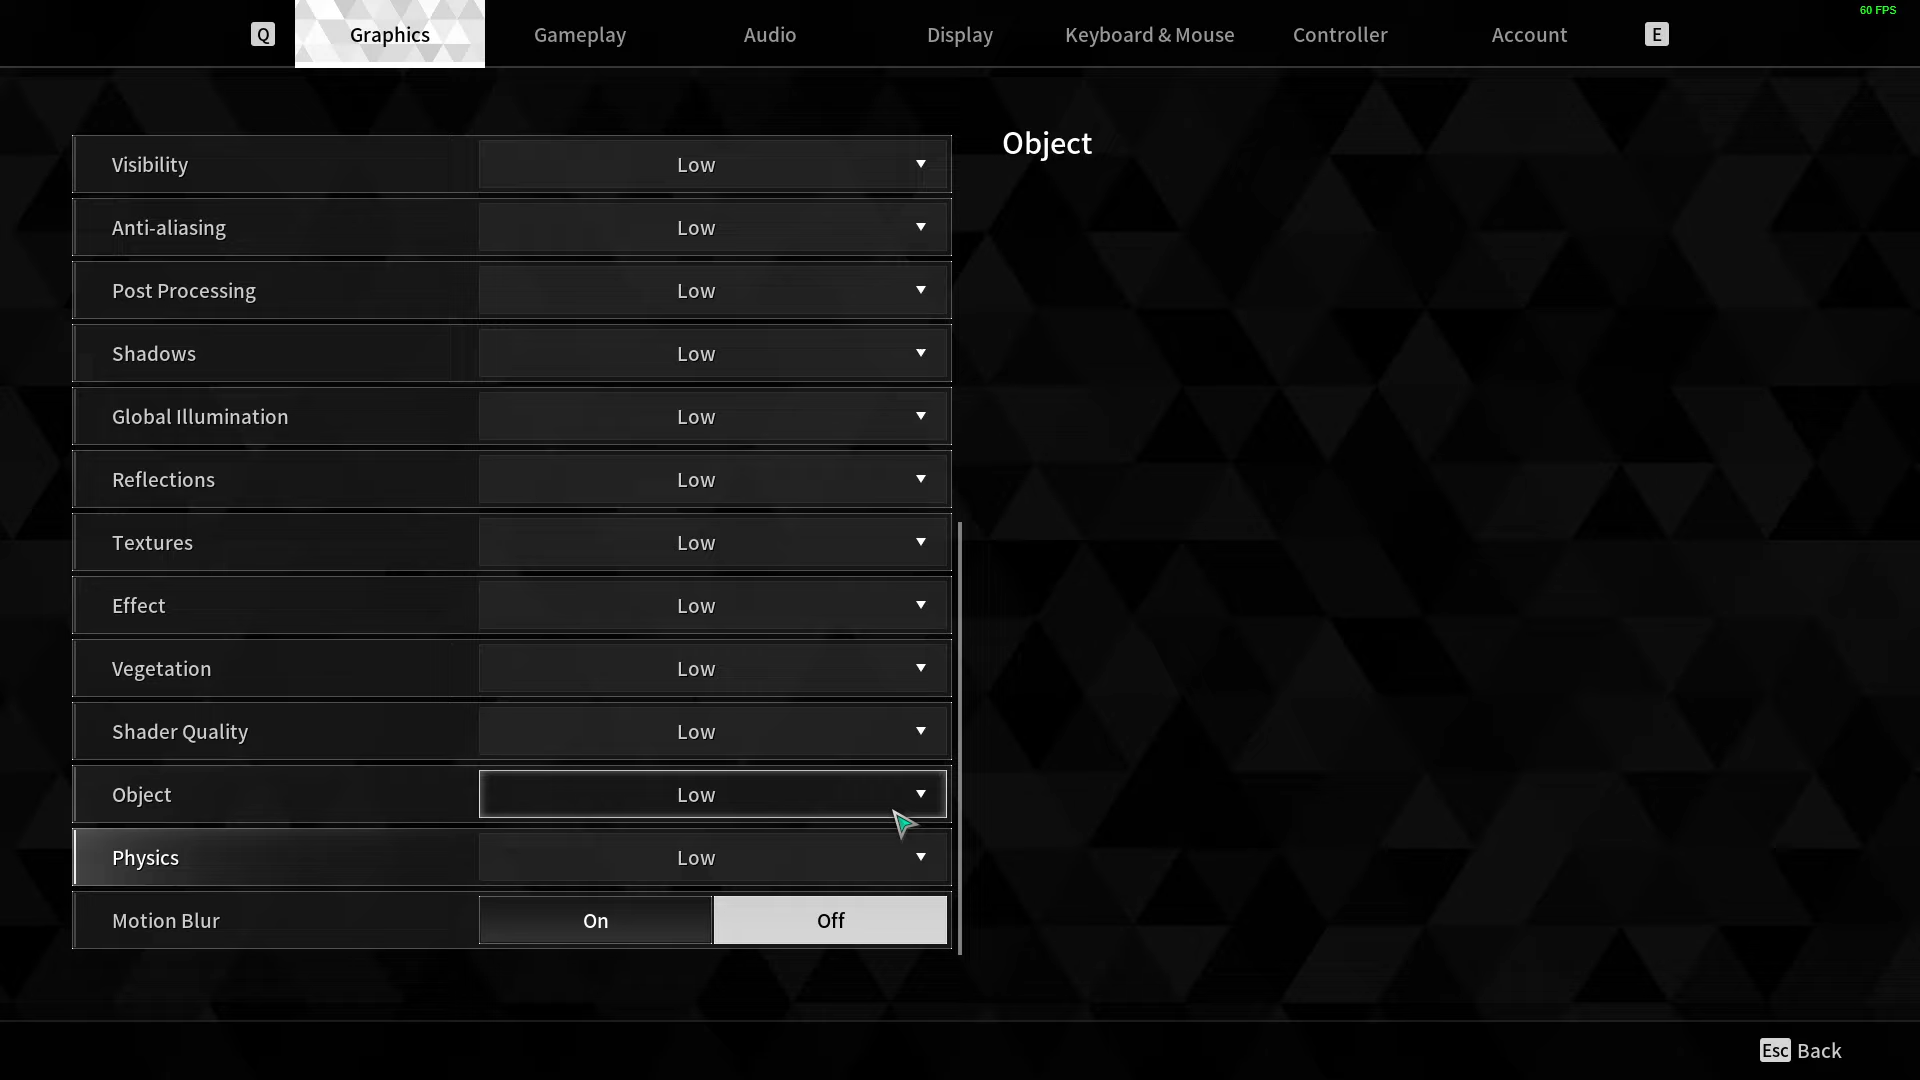 Q
Graphics
Gameplay
Audio
Display
Keyboard & Mouse
Controller
Account
E
60 FPS
Object
Visibility Low
Anti-aliasing Low
Post Processing Low
Shadows Low
Global Illumination Low
Reflections Low
Textures Low
Effect Low
Vegetation Low
Shader Quality Low
Object Low
Physics Low
Motion Blur On Off
Esc Back